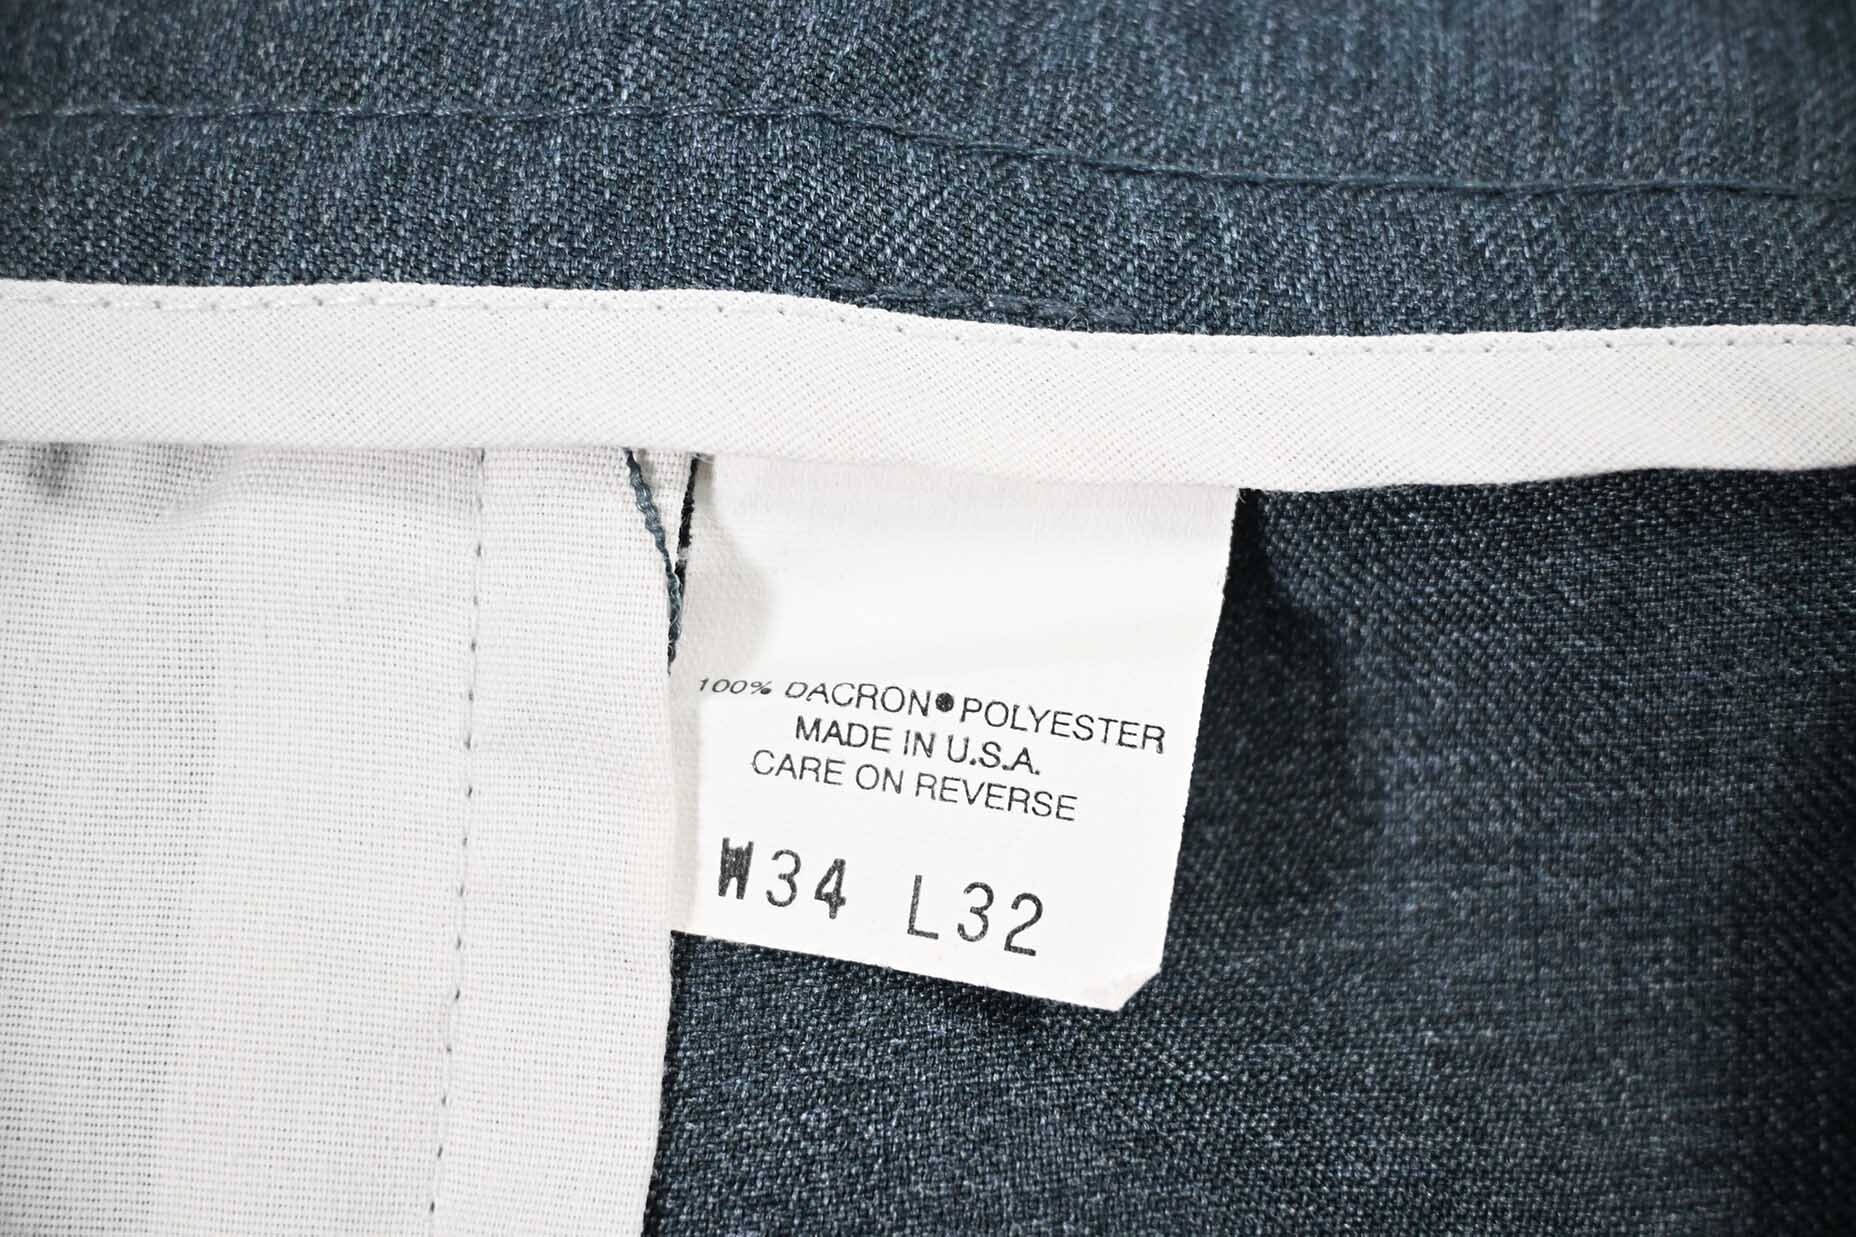 100% DACRON® POLYESTER
MADE IN U.S.A.
CARE ON REVERSE
W34 L32